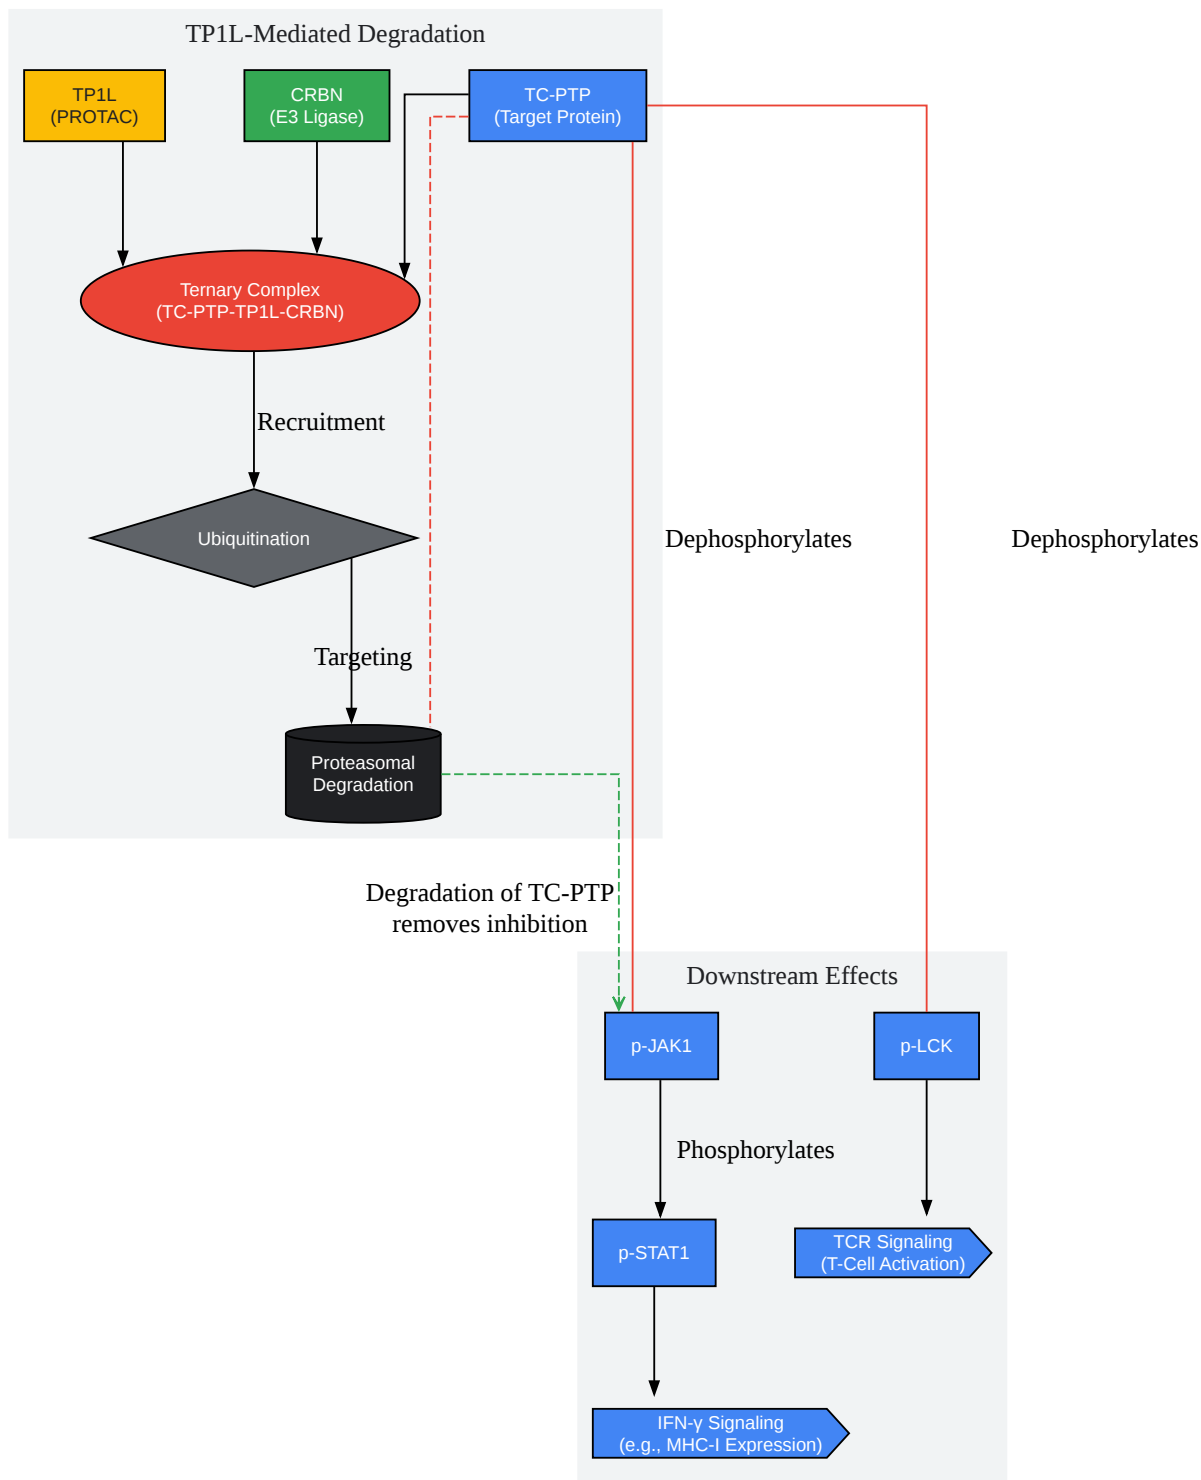 TP1L-Mediated Degradation
TP1L
(PROTAC)
CRBN
(E3 Ligase)
TC-PTP
(Target Protein)
Ternary Complex
(TC-PTP-TP1L-CRBN)
Recruitment
Ubiquitination
Dephosphorylates
Dephosphorylates
Targeting
Proteasomal
Degradation
Degradation of TC-PTP
removes inhibition
Downstream Effects
p-JAK1
p-LCK
Phosphorylates
p-STAT1
TCR Signaling
(T-Cell Activation)
IFN-γ Signaling
(e.g., MHC-I Expression)